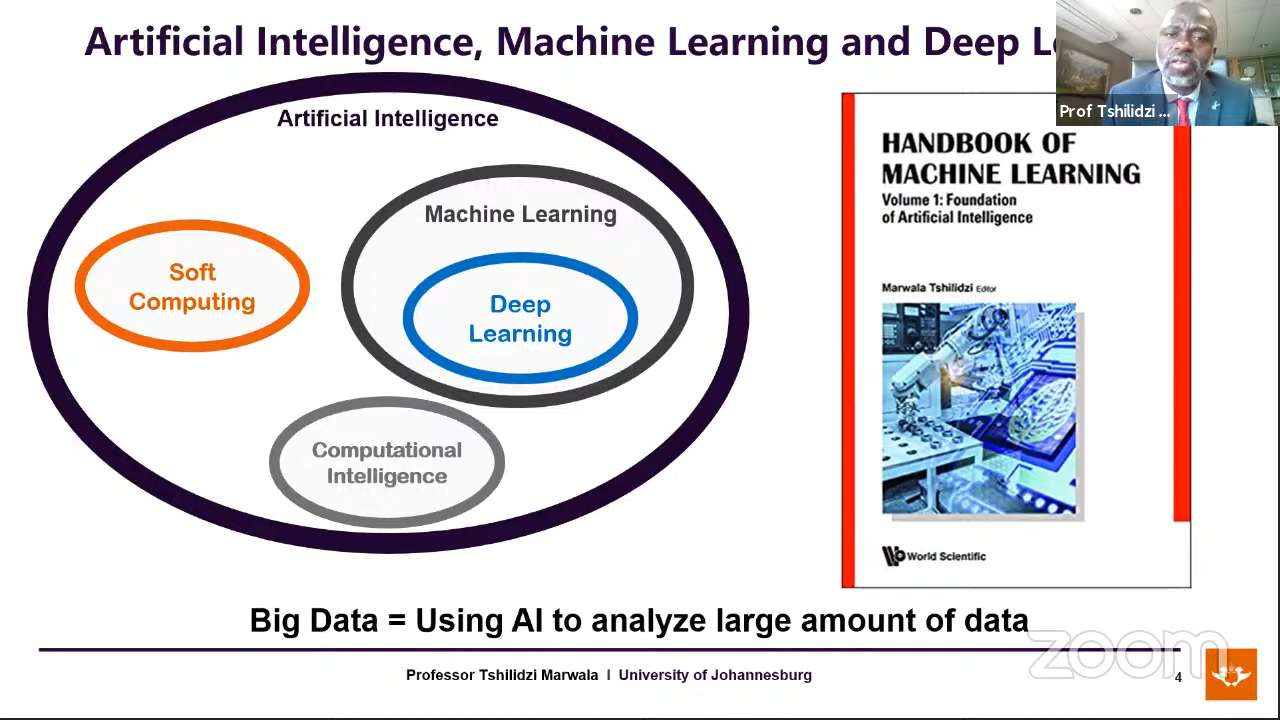 Artificial Intelligence, Machine Learning and Deep L
Prof Tshilidzi ...
Artificial Intelligence
Machine Learning
Soft
Computing
Deep
Learning
Computational
Intelligence
HANDBOOK OF
MACHINE LEARNING
Volume 1: Foundation
of Artificial Intelligence
Marwala Tshilidzi Editor
World Scientific
Big Data = Using AI to analyze large amount of data
zoom
Professor Tshilidzi Marwala I University of Johannesburg
4